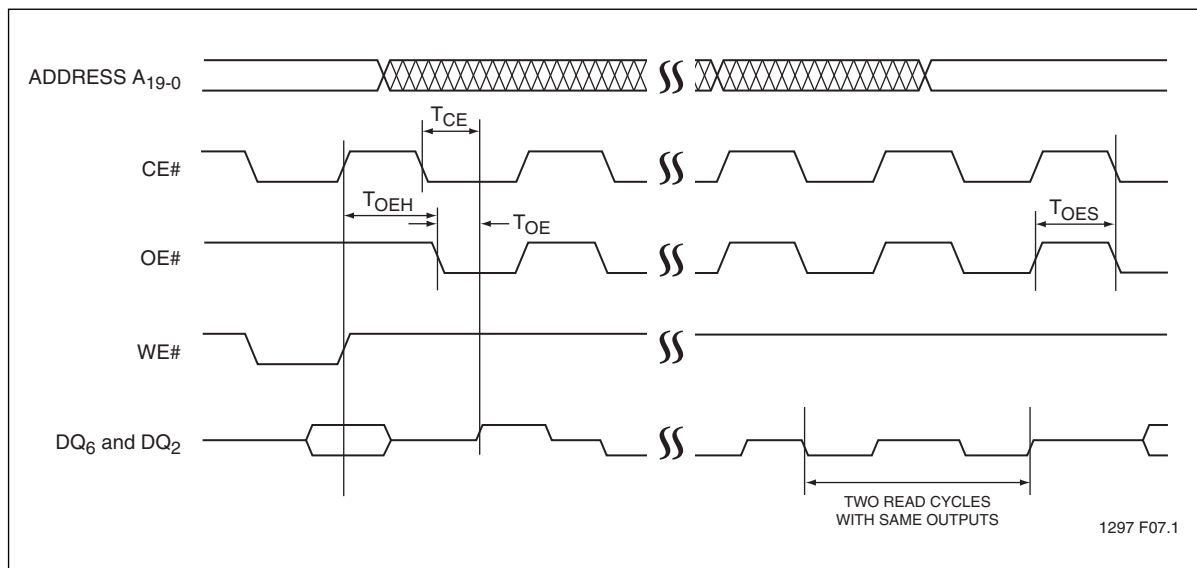 ADDRESS A19-0
TCE
CE#
TOEH
TOE
TOES
OE#
WE#
DQ6 and DQ2
TWO READ CYCLES
WITH SAME OUTPUTS
1297 F07.1